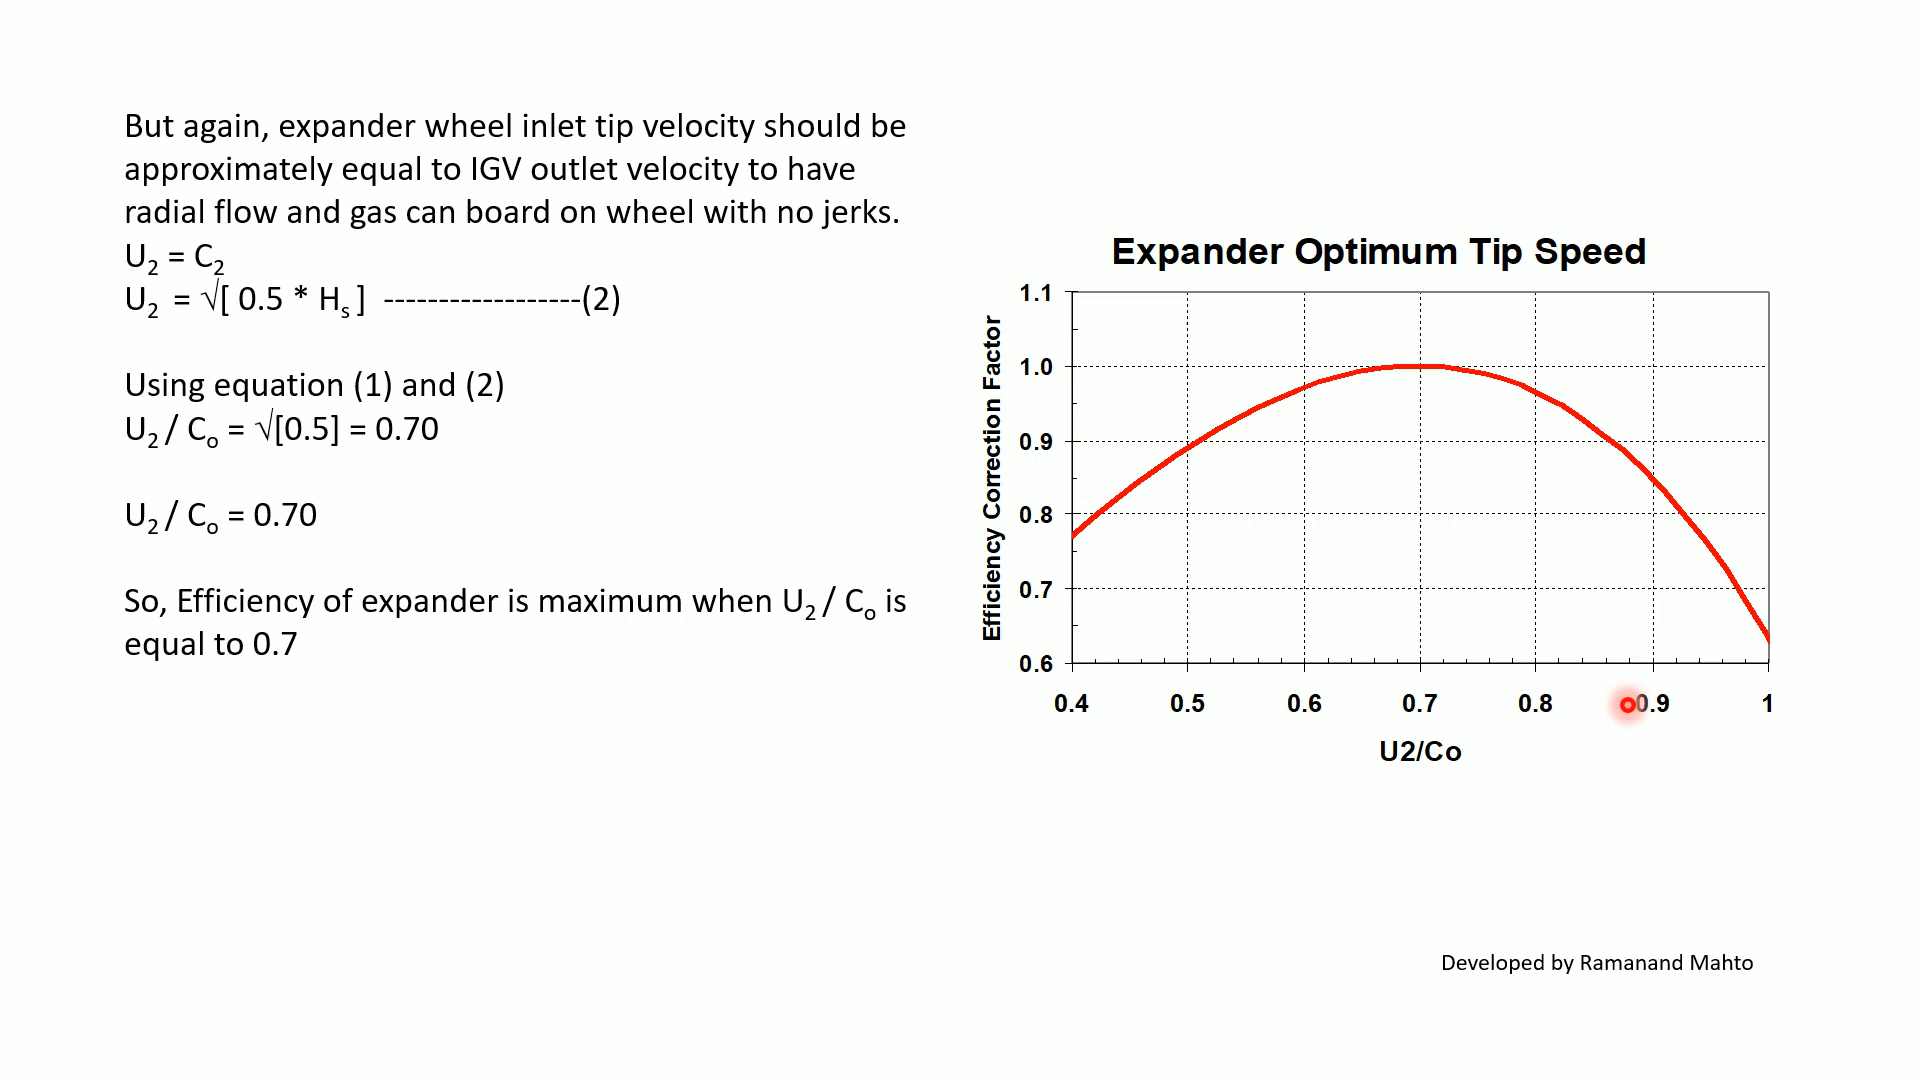 But again, expander wheel inlet tip velocity should be
approximately equal to IGV outlet velocity to have
radial flow and gas can board on wheel with no jerks.
U₂ = C₂
U₂ = √[ 0.5 * Hₛ ] ------------------(2)
Using equation (1) and (2)
U₂ / Cₒ = √[0.5] = 0.70
U₂ / Cₒ = 0.70
So, Efficiency of expander is maximum when U₂ / Cₒ is
equal to 0.7
Expander Optimum Tip Speed
Efficiency Correction Factor
1.1
1.0
0.9
0.8
0.7
0.6
0.4 0.5 0.6 0.7 0.8 0.9 1
U2/Co
Developed by Ramanand Mahto